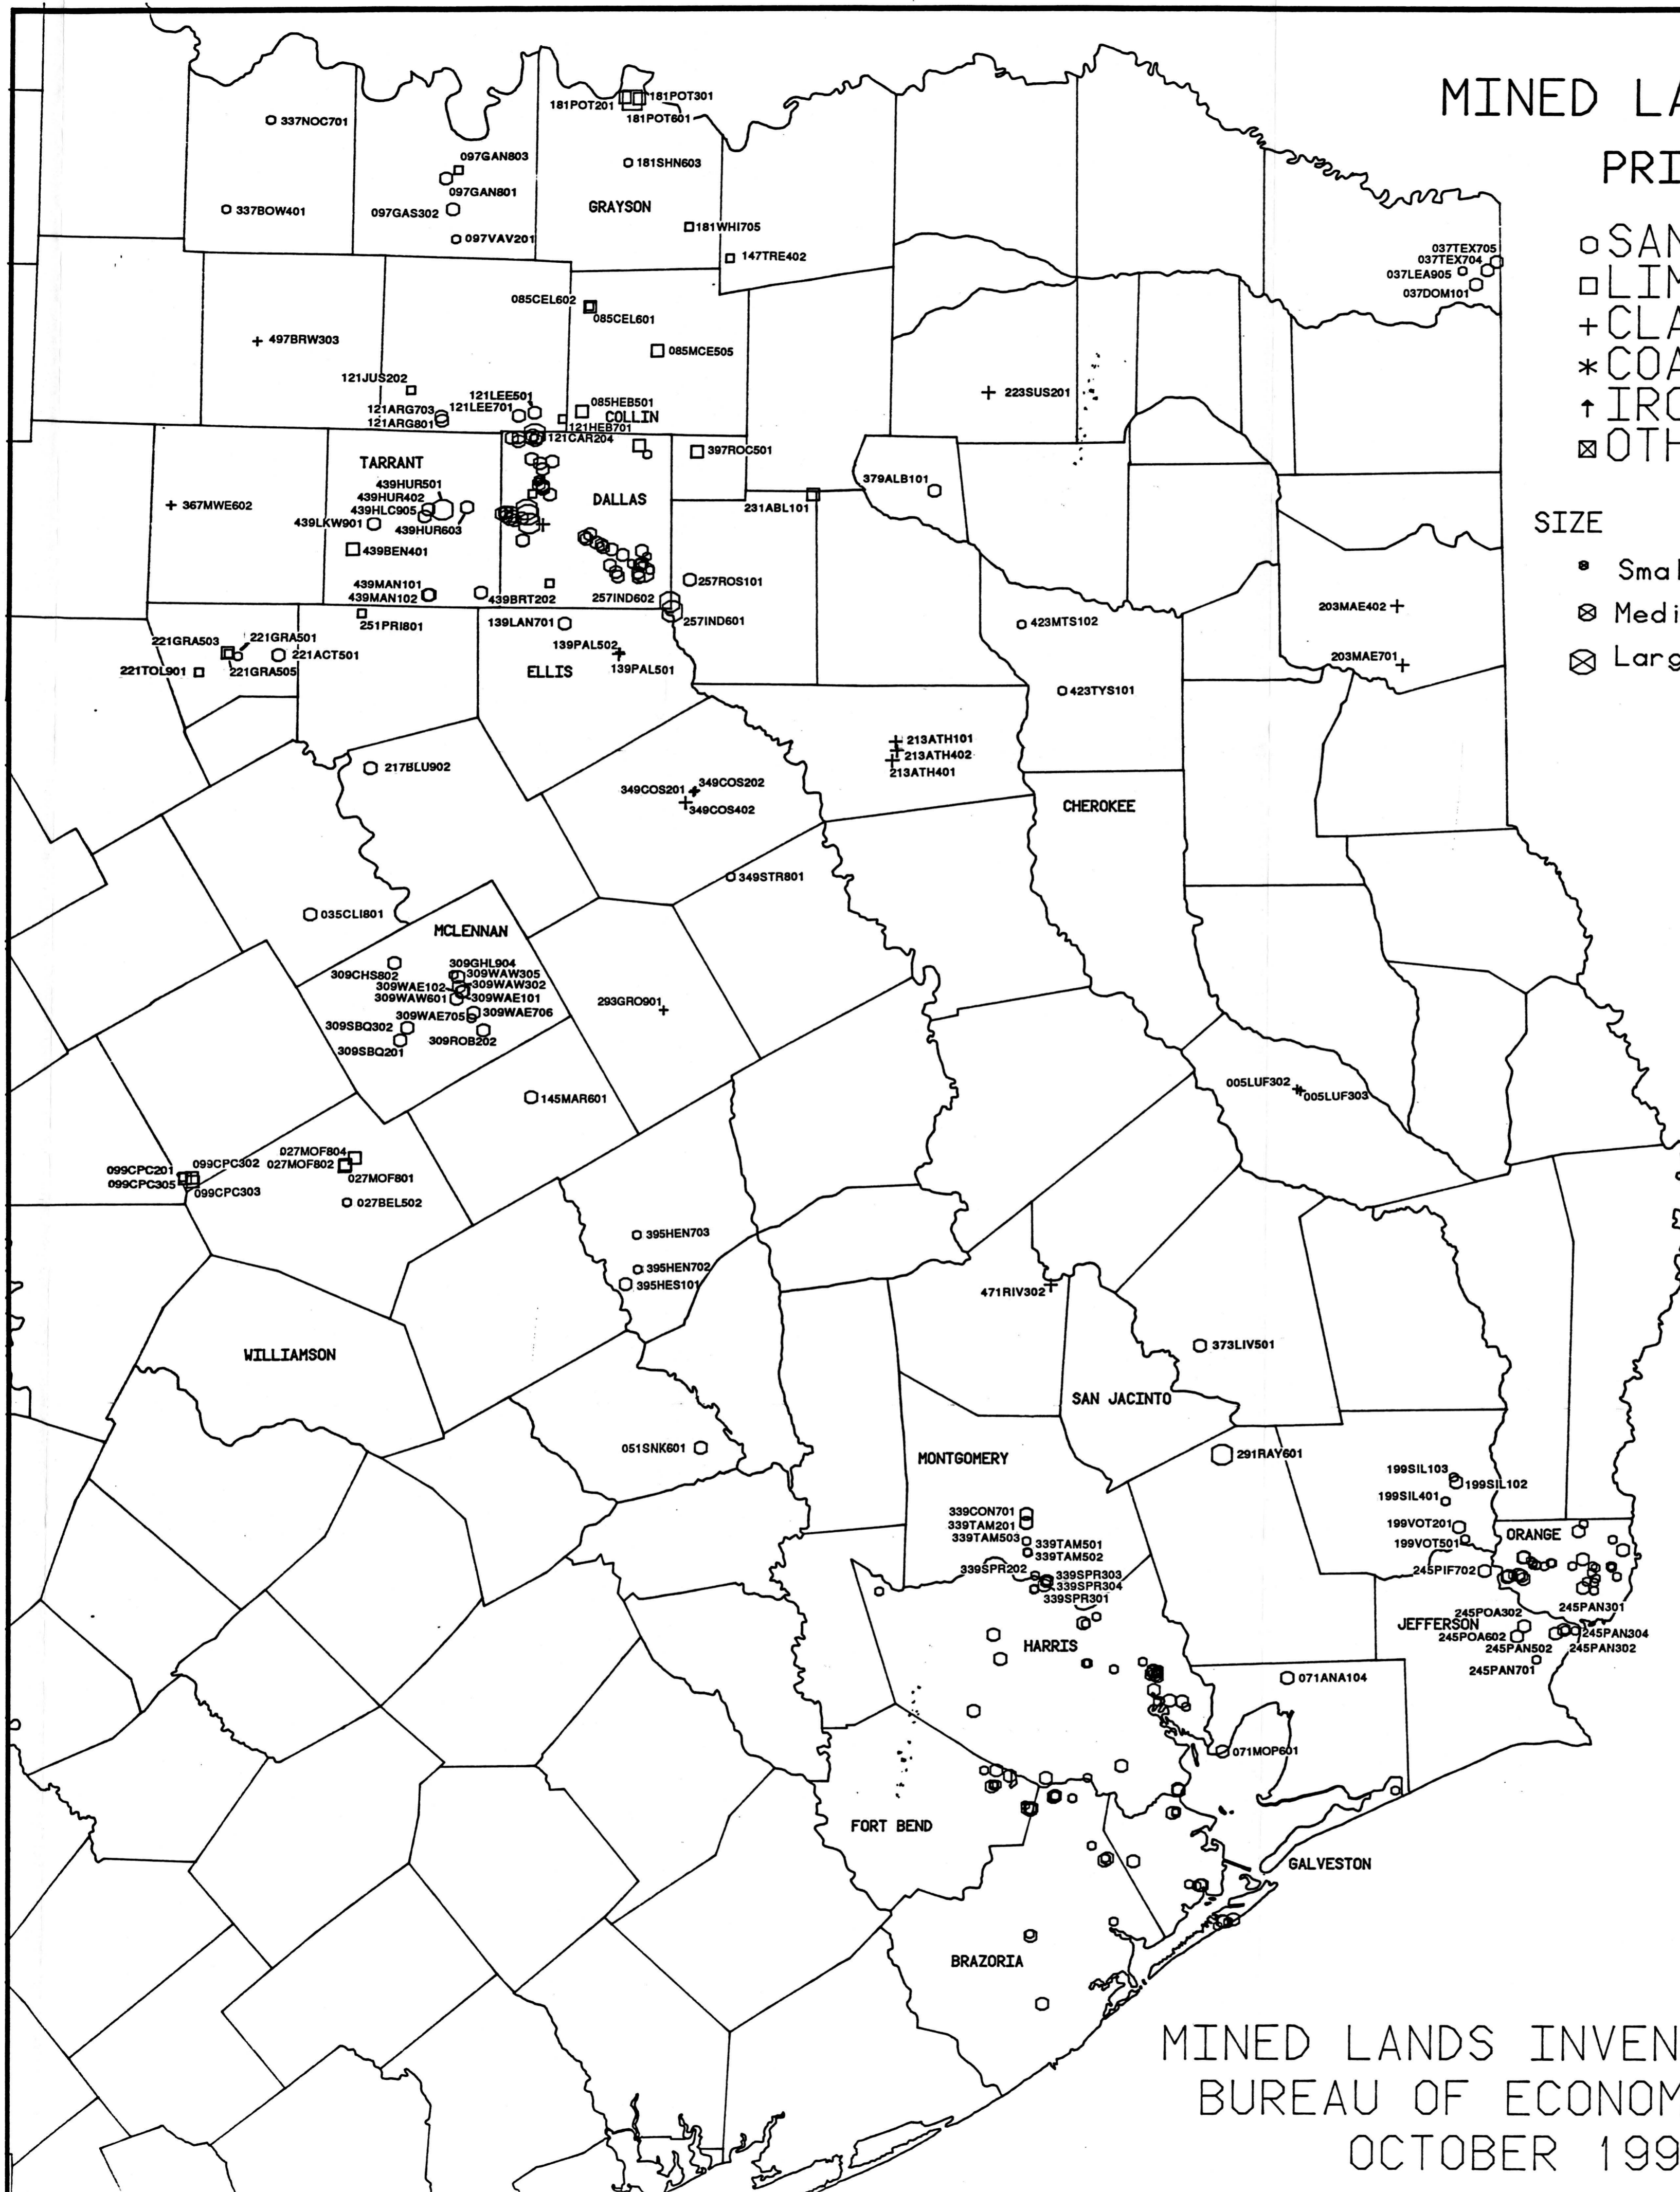 MINED LA
PRI
SAN
LIM
CLA
COA
IRO
OTH
SIZE
Smal
Medi
Larg
181POT201
181POT301
181POT601
337NOC701
097GAN803
181SHN603
097GAN801
337BOW401
097GAS302
GRAYSON
181WHI705
097VAV201
147TRE402
037TEX705
037TEX704
037LEA905
037DOM101
085CEL602
085CEL601
497BRW303
085MCE505
121JUS202
223SUS201
121LEE501
121LEE701
085HEB501
121ARG703
121ARG801
COLLIN
121HEB701
121CAR204
397ROC501
TARRANT
379ALB101
439HUR501
439HUR402
DALLAS
367MWE602
439HLC905
231ABL101
439LKW901
439HUR603
439BEN401
439MAN101
257ROS101
439MAN102
439BRT202
257IND602
203MAE402
251PRI801
139LAN701
257IND601
423MTS102
221GRA503
221GRA501
139PAL502
221ACT501
203MAE701
221TOL901
221GRA505
ELLIS
139PAL501
423TYS101
213ATH101
213ATH402
213ATH401
217BLU902
349COS202
349COS201
349COS402
CHEROKEE
349STR801
035CLI801
MCLENNAN
309GHL904
309CHS802
309WAW305
309WAE102
309WAW302
309WAW601
309WAE101
293GRO901
309WAE705
309WAE706
309SBQ302
309ROB202
309SBQ201
005LUF302
005LUF303
145MAR601
027MOF804
099CPC302
027MOF802
099CPC201
099CPC305
027MOF801
099CPC303
027BEL502
395HEN703
395HEN702
395HES101
471RIV302
WILLIAMSON
373LIV501
SAN JACINTO
051SNK601
MONTGOMERY
291RAY601
199SIL103
199SIL102
199SIL401
339CON701
339TAM201
199VOT201
339TAM503
ORANGE
339TAM501
199VOT501
339TAM502
339SPR202
245PIF702
339SPR303
339SPR304
339SPR301
245PAN301
245POA302
JEFFERSON
245POA602
245PAN304
HARRIS
245PAN502
245PAN302
245PAN701
071ANA104
071MOP601
FORT BEND
GALVESTON
BRAZORIA
MINED LANDS INVEN
BUREAU OF ECONOM
OCTOBER 199